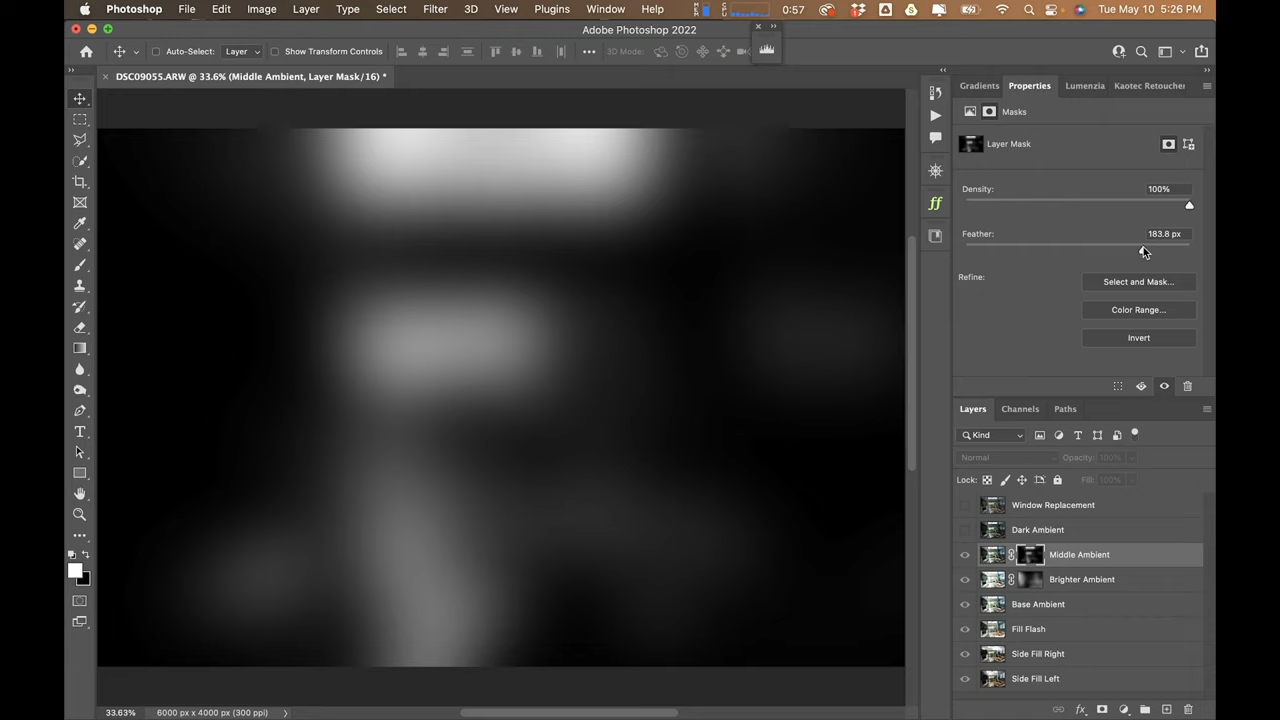 Photoshop File Edit Image Layer Type Select Filter 3D View Plugins Window Help 0:57 Tue May 10 5:26 PM
Adobe Photoshop 2022
Auto-Select: Layer Show Transform Controls 3D Mode:
DSC09055.ARW @ 33.6% (Middle Ambient, Layer Mask/16) *
Gradients Properties Lumenzia Kaotec Retoucher
Masks
Layer Mask
Density: 100%
Feather: 183.8 px
Refine: Select and Mask...
Color Range...
Invert
Layers Channels Paths
Kind
Normal Opacity: 100%
Lock: Fill: 100%
Window Replacement
Dark Ambient
Middle Ambient
Brighter Ambient
Base Ambient
Fill Flash
Side Fill Right
Side Fill Left
33.63% 6000 px x 4000 px (300 ppi)